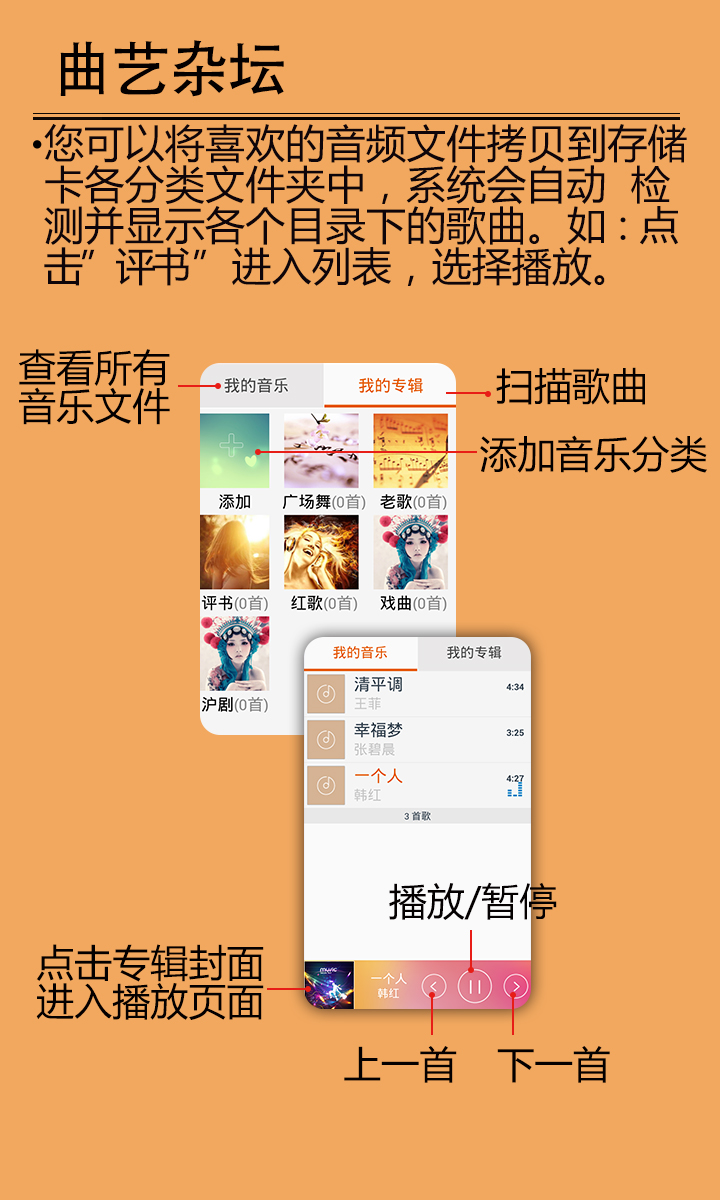 曲艺杂坛
•您可以将喜欢的音频文件拷贝到存储
卡各分类文件夹中，系统会自动 检
测并显示各个目录下的歌曲。如：点
击”评书”进入列表，选择播放。
查看所有
音乐文件
我的音乐 我的专辑
扫描歌曲
添加音乐分类
添加 广场舞(0首) 老歌(0首)
评书(0首) 红歌(0首) 戏曲(0首)
沪剧(0首)
我的音乐 我的专辑
清平调 4:34
王菲
幸福梦 3:25
张碧晨
一个人 4:27
韩红
3 首歌
播放/暂停
点击专辑封面
进入播放页面
music
一个人
韩红
上一首 下一首